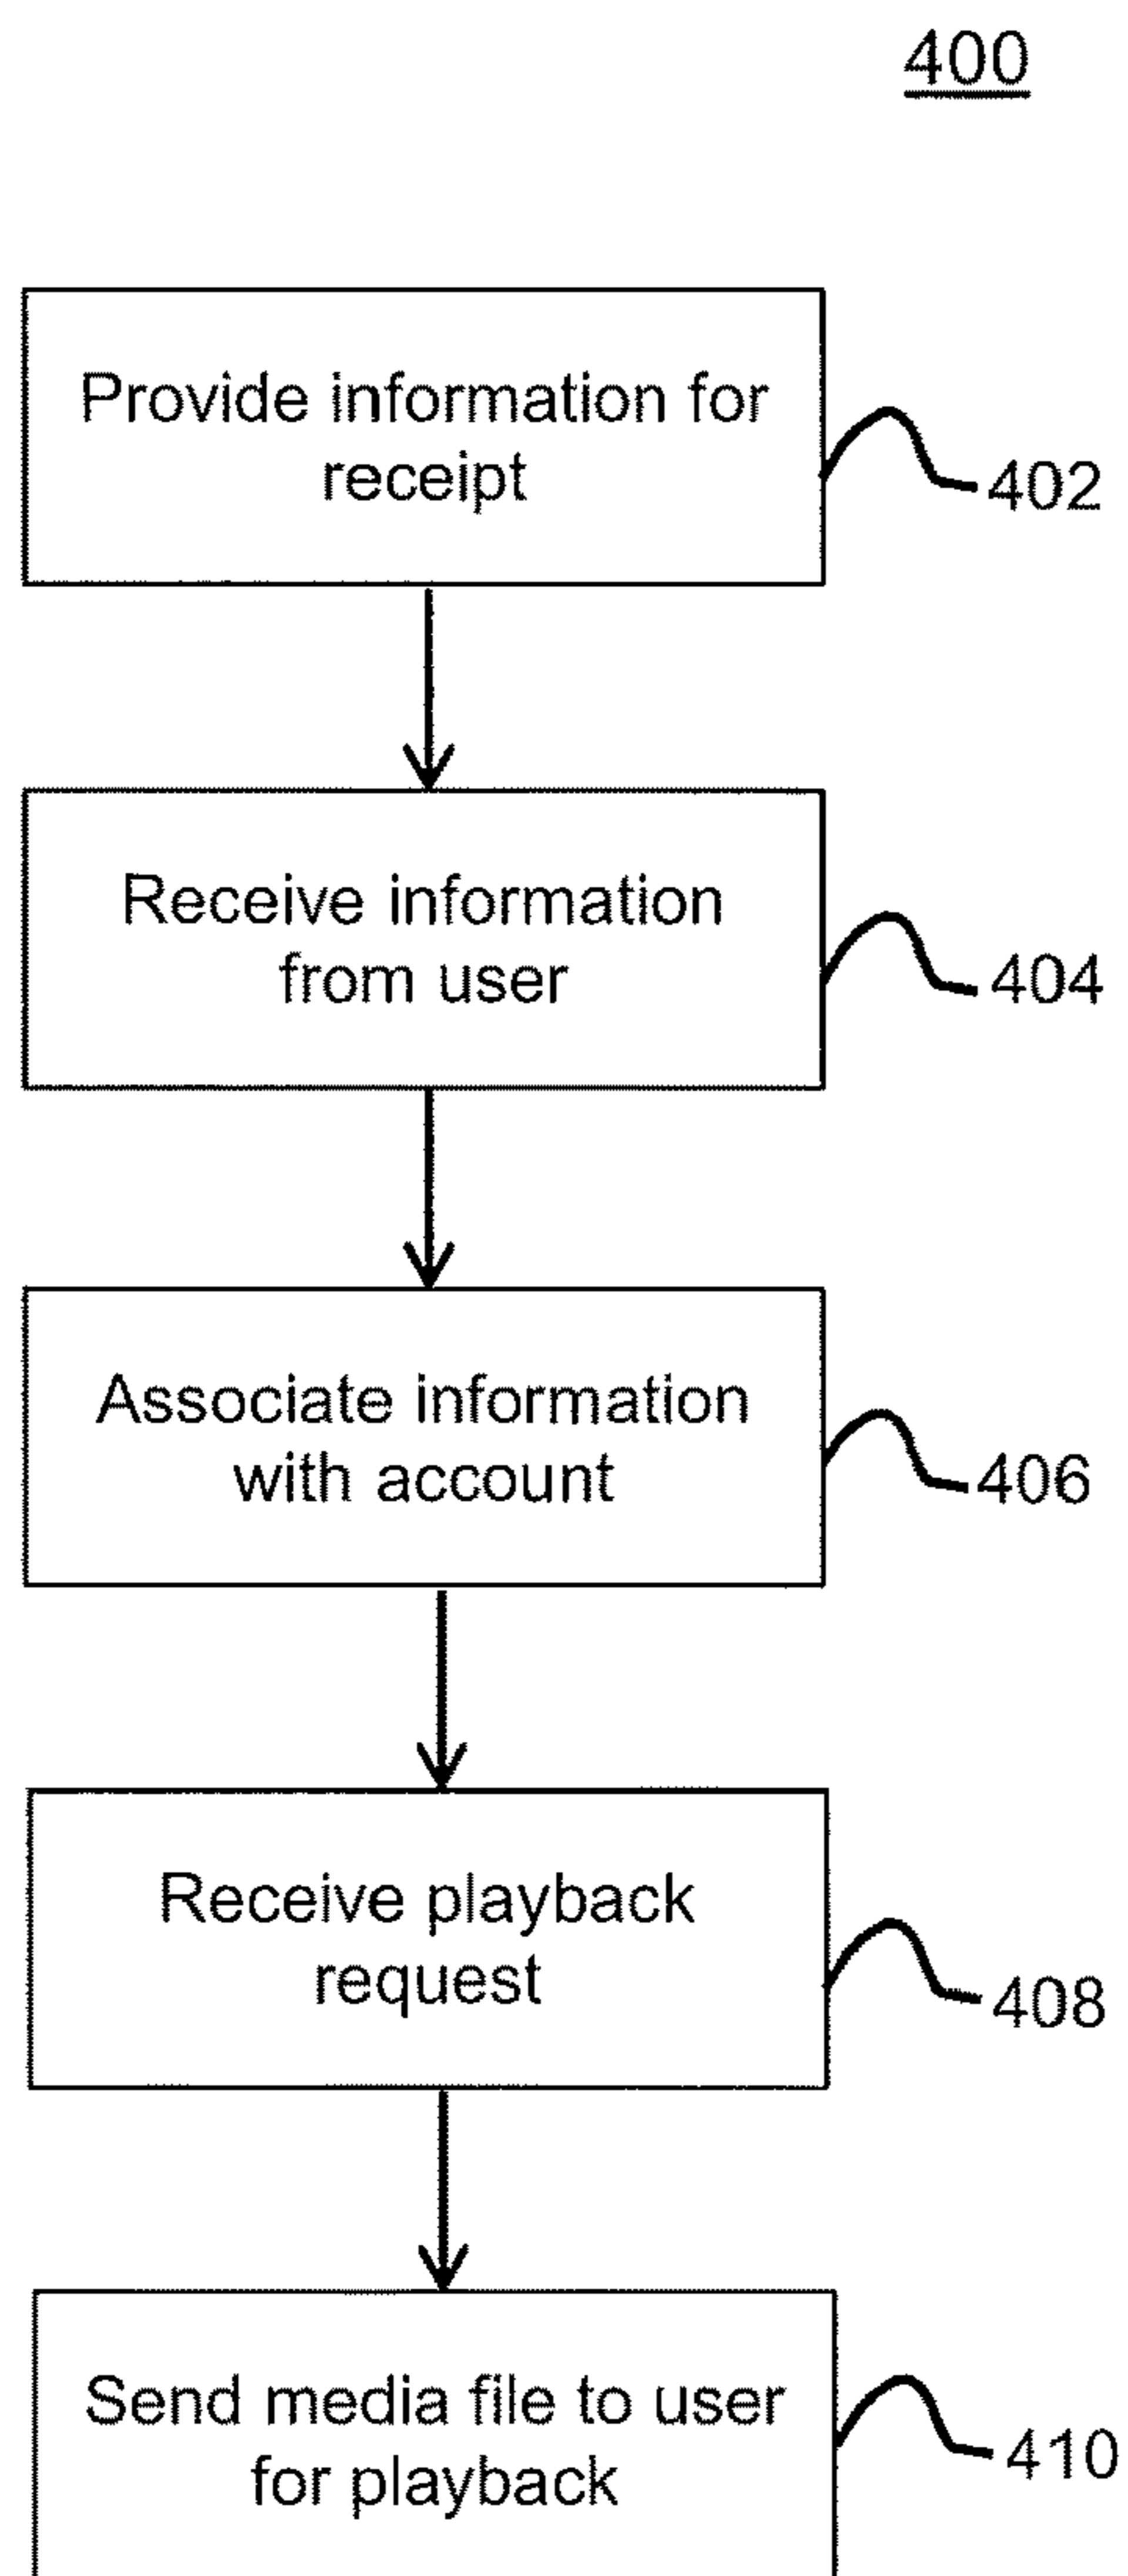 400
Provide information for
receipt
402
Receive information
from user
404
Associate information
with account
406
Receive playback
request
408
Send media file to user
for playback
410